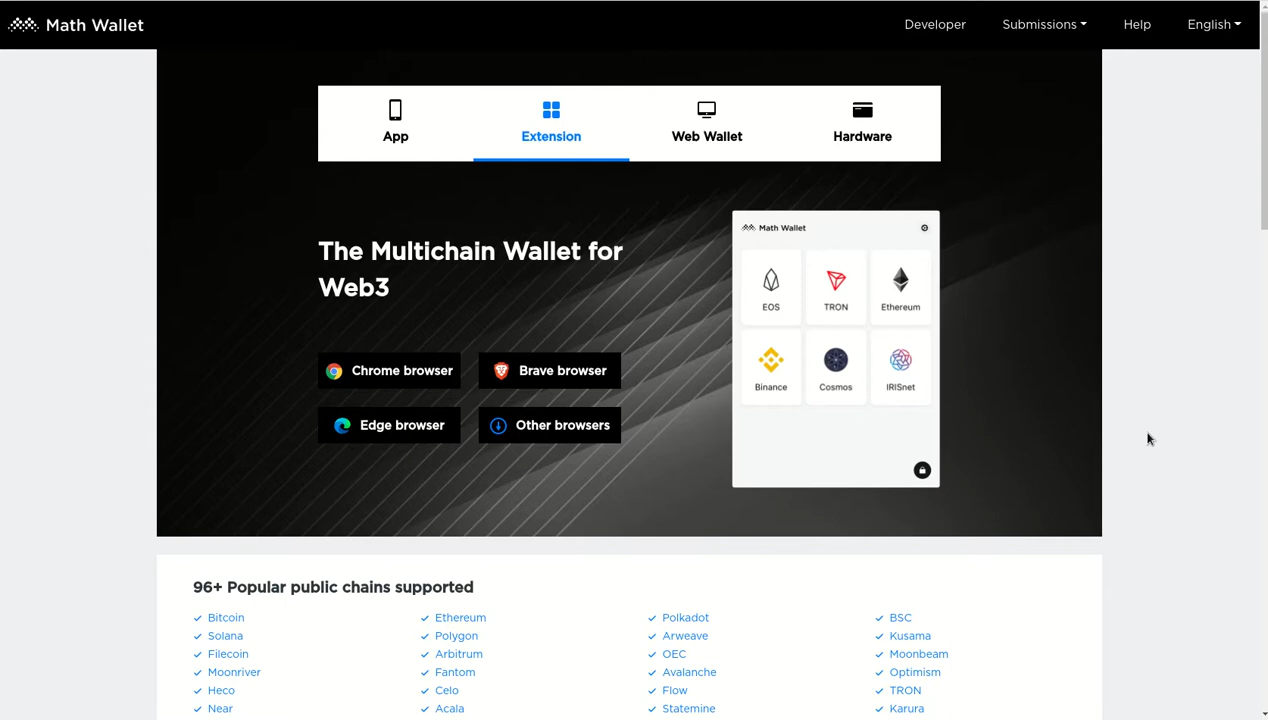 Math Wallet
Developer
Submissions
Help
English
App
Extension
Web Wallet
Hardware
The Multichain Wallet for
Web3
Chrome browser
Brave browser
Edge browser
Other browsers
Math Wallet
EOS
TRON
Ethereum
Binance
Cosmos
IRISnet
96+ Popular public chains supported
Bitcoin
Ethereum
Polkadot
BSC
Solana
Polygon
Arweave
Kusama
Filecoin
Arbitrum
OEC
Moonbeam
Moonriver
Fantom
Avalanche
Optimism
Heco
Celo
Flow
TRON
Near
Acala
Statemine
Karura